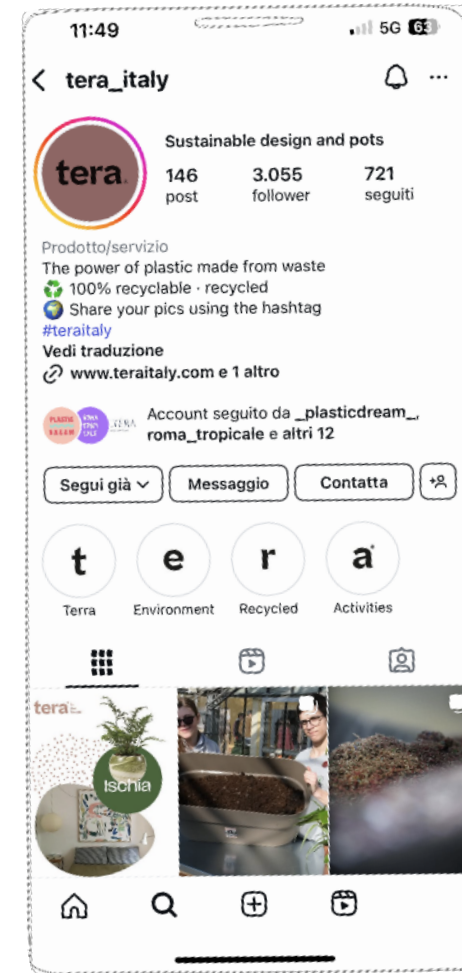 11:49
5G 63
tera_italy
tera.
Sustainable design and pots
146 3.055 721
post follower seguiti
Prodotto/servizio
The power of plastic made from waste
♻️ 100% recyclable · recycled
🌍 Share your pics using the hashtag
#teraitaly
Vedi traduzione
www.teraitaly.com e 1 altro
PLASTIC
Account seguito da _plasticdream_,
roma_tropicale e altri 12
Segui già Messaggio Contatta
t e r a
Terra Environment Recycled Activities
tera
Ischia